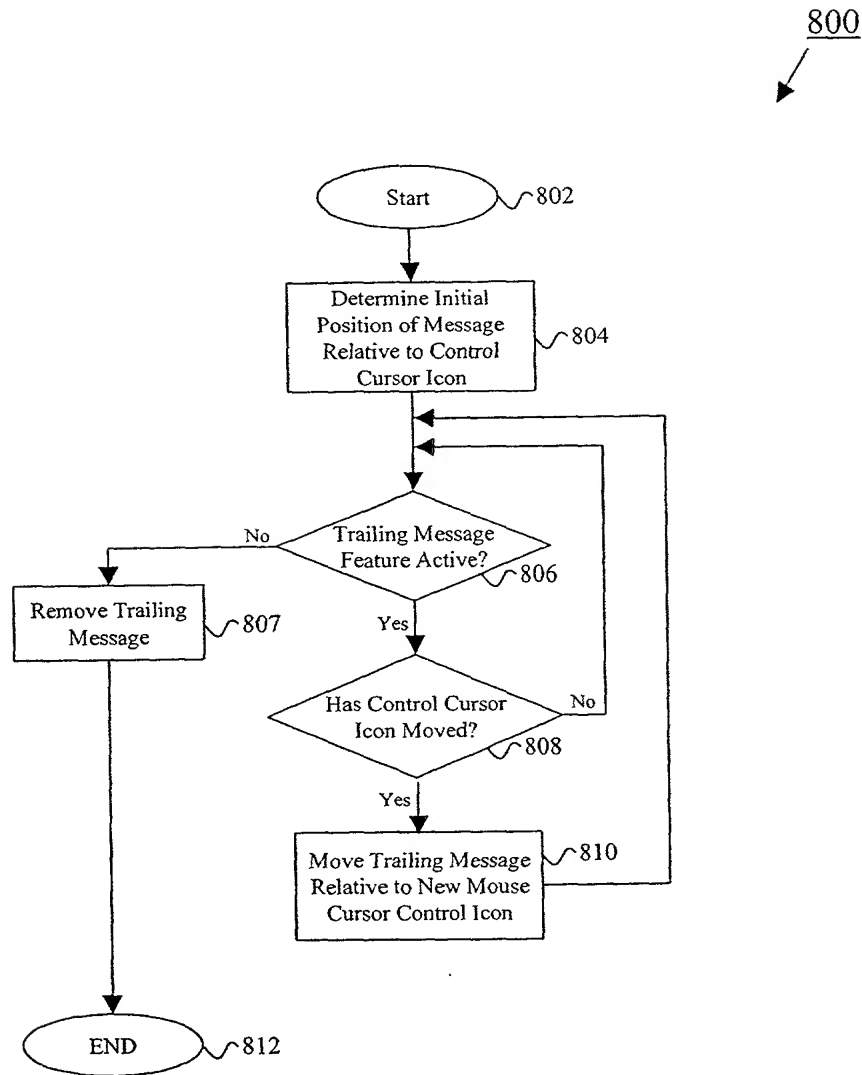 800
Start
802
Determine Initial
Position of Message
Relative to Control
Cursor Icon
804
Trailing Message
Feature Active?
806
No
Remove Trailing
Message
807
Yes
Has Control Cursor
Icon Moved?
808
No
Yes
Move Trailing Message
Relative to New Mouse
Cursor Control Icon
810
END
812